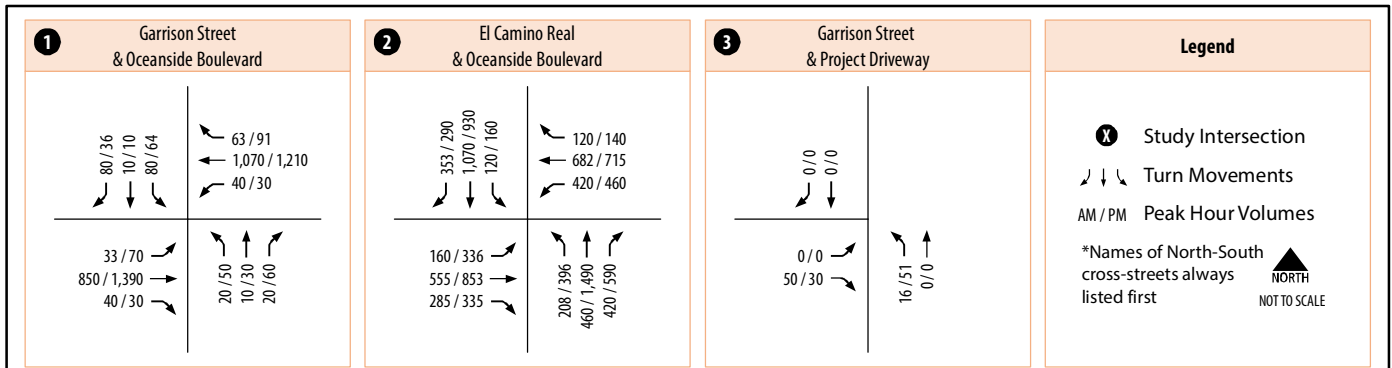 1
Garrison Street
& Oceanside Boulevard
80 / 36
10 / 10
80 / 64
63 / 91
1,070 / 1,210
40 / 30
33 / 70
850 / 1,390
40 / 30
20 / 50
10 / 30
20 / 60
2
El Camino Real
& Oceanside Boulevard
353 / 290
1,070 / 930
120 / 160
120 / 140
682 / 715
420 / 460
160 / 336
555 / 853
285 / 335
208 / 396
460 / 1,490
420 / 590
3
Garrison Street
& Project Driveway
0 / 0
0 / 0
0 / 0
50 / 30
16 / 51
0 / 0
Legend
X Study Intersection
Turn Movements
AM / PM Peak Hour Volumes
*Names of North-South
cross-streets always
listed first
NORTH
NOT TO SCALE